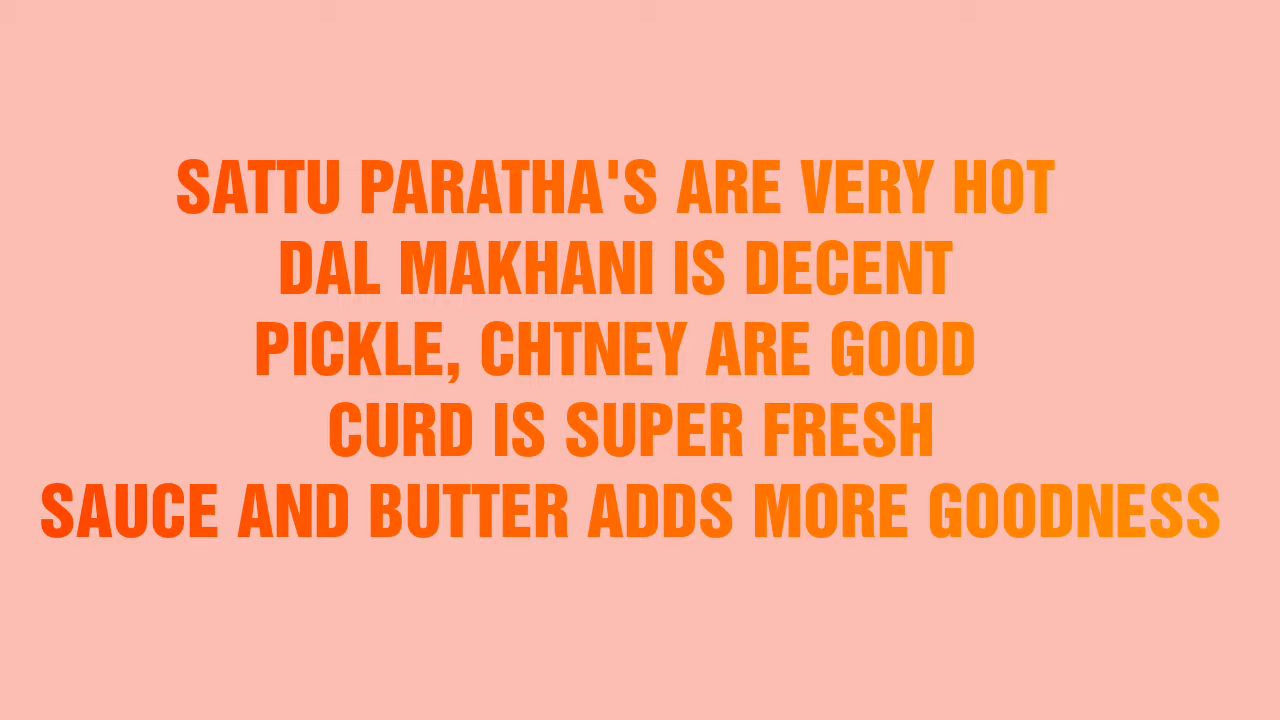 SATTU PARATHA'S ARE VERY HOT
DAL MAKHANI IS DECENT
PICKLE, CHTNEY ARE GOOD
CURD IS SUPER FRESH
SAUCE AND BUTTER ADDS MORE GOODNESS